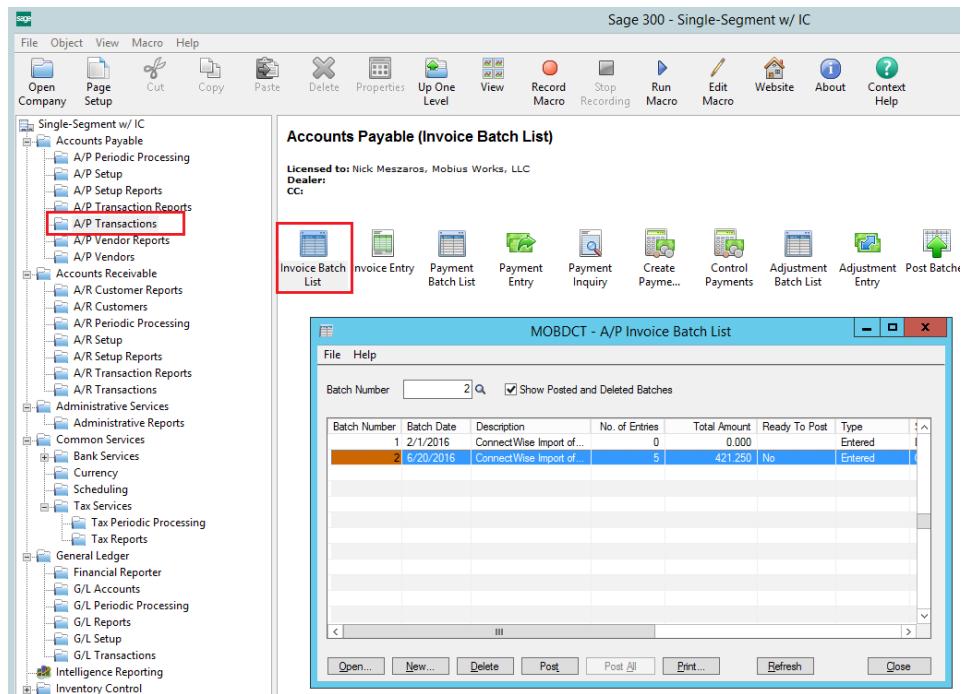 sage
Sage 300 - Single-Segment w/ IC
File Object View Macro Help
Open Company
Page Setup
Cut
Copy
Paste
Delete
Properties
Up One Level
View
Record Macro
Stop Recording
Run Macro
Edit Macro
Website
About
Context Help
Single-Segment w/ IC
Accounts Payable
A/P Periodic Processing
A/P Setup
A/P Setup Reports
A/P Transaction Reports
A/P Transactions
A/P Vendor Reports
A/P Vendors
Accounts Receivable
A/R Customer Reports
A/R Customers
A/R Periodic Processing
A/R Setup
A/R Setup Reports
A/R Transaction Reports
A/R Transactions
Administrative Services
Administrative Reports
Common Services
Bank Services
Currency
Scheduling
Tax Services
Tax Periodic Processing
Tax Reports
General Ledger
Financial Reporter
G/L Accounts
G/L Periodic Processing
G/L Reports
G/L Setup
G/L Transactions
Intelligence Reporting
Inventory Control
Accounts Payable (Invoice Batch List)
Licensed to: Nick Meszaros, Mobius Works, LLC
Dealer:
CC:
Invoice Batch List
nvoice Entry
Payment Batch List
Payment Entry
Payment Inquiry
Create Payme...
Control Payments
Adjustment Batch List
Adjustment Entry
Post Batche
MOBDCT - A/P Invoice Batch List
File Help
Batch Number 2 Show Posted and Deleted Batches
Batch Number Batch Date Description No. of Entries Total Amount Ready To Post Type
1 2/1/2016 ConnectWise Import of... 0 0.000 Entered
2 6/20/2016 ConnectWise Import of... 5 421.250 No Entered
Open... New... Delete Post Post All Print... Refresh Close